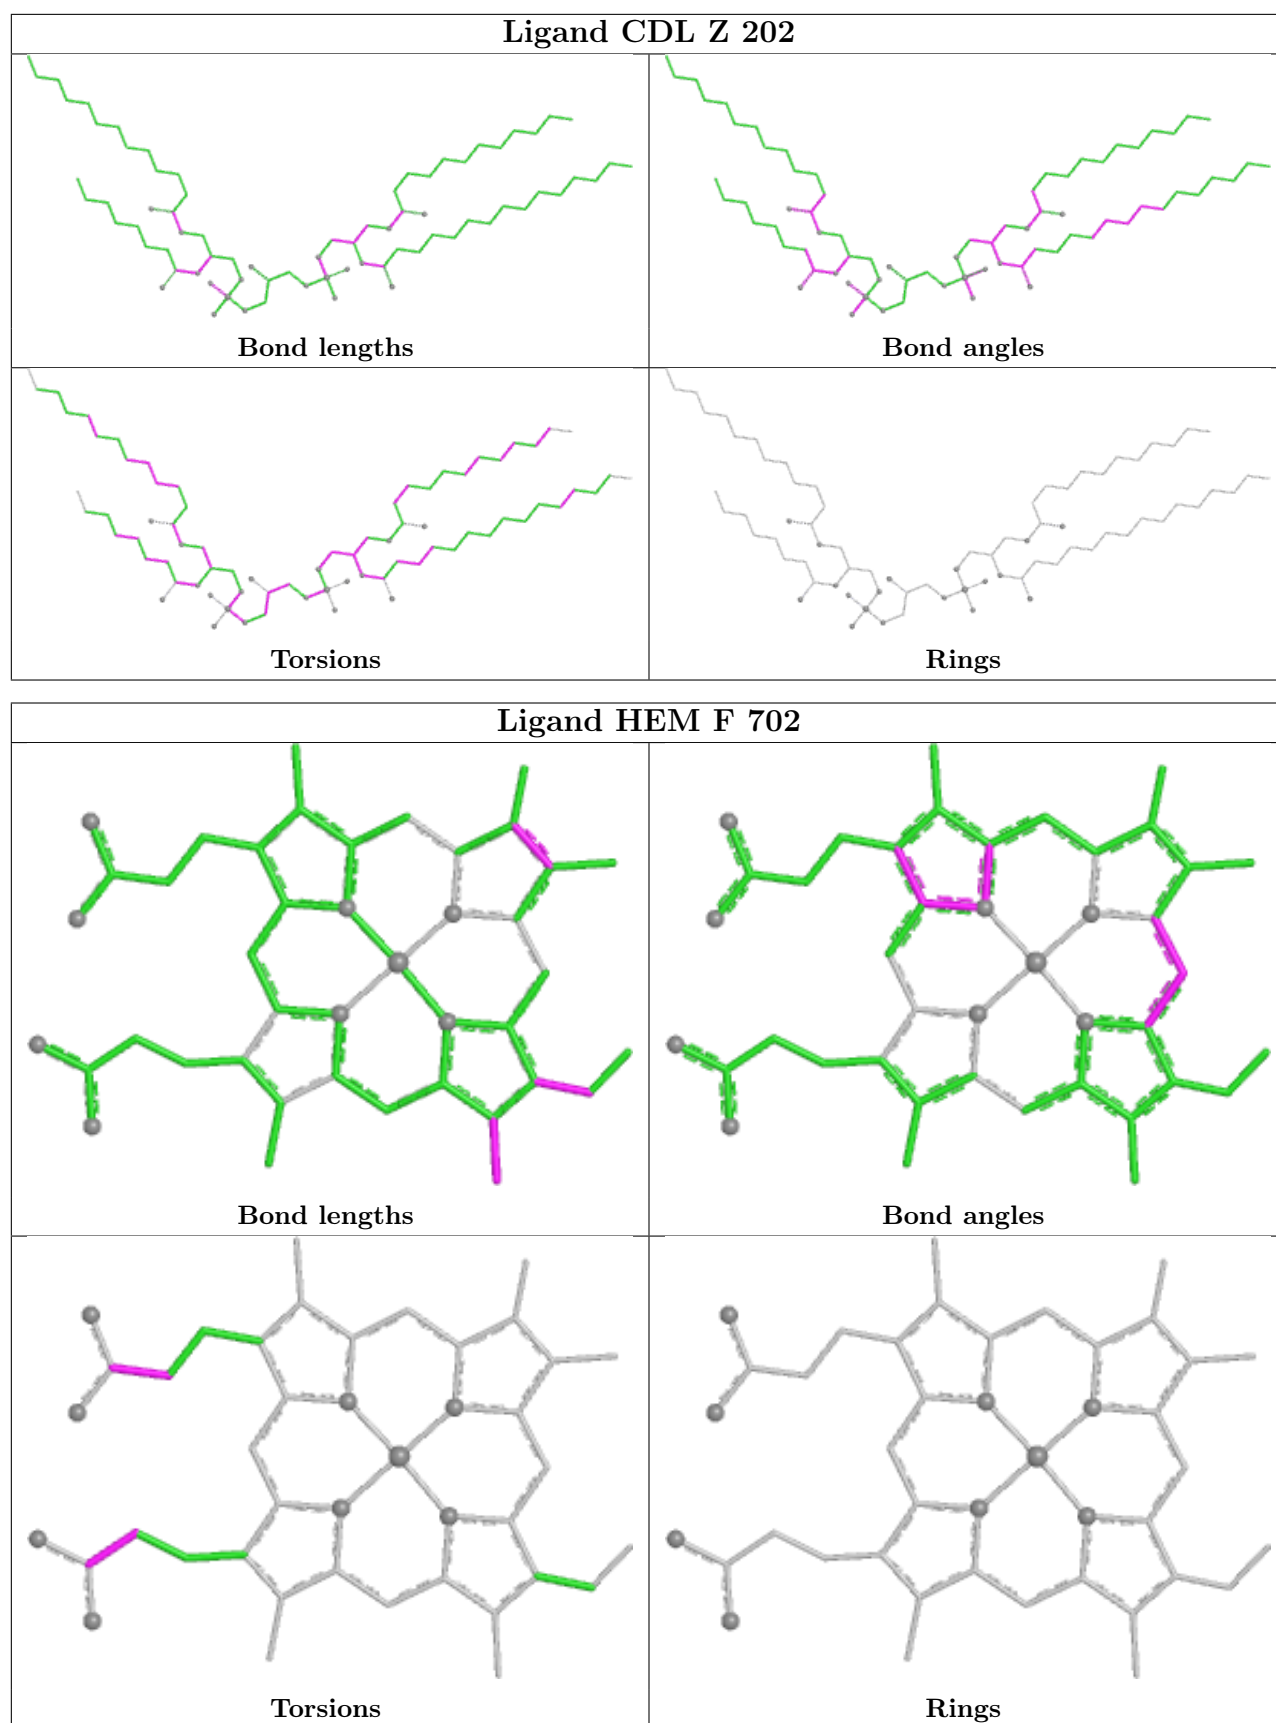 Ligand CDL Z 202
Bond lengths
Bond angles
Torsions
Rings
Ligand HEM F 702
Bond lengths
Bond angles
Torsions
Rings